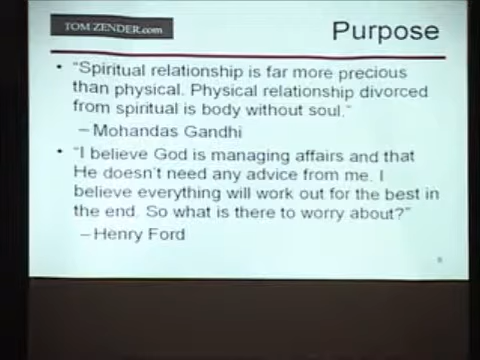 TOM ZENDER.com
Purpose
• "Spiritual relationship is far more precious
than physical. Physical relationship divorced
from spiritual is body without soul."
– Mohandas Gandhi
• "I believe God is managing affairs and that
He doesn't need any advice from me. I
believe everything will work out for the best in
the end. So what is there to worry about?"
– Henry Ford